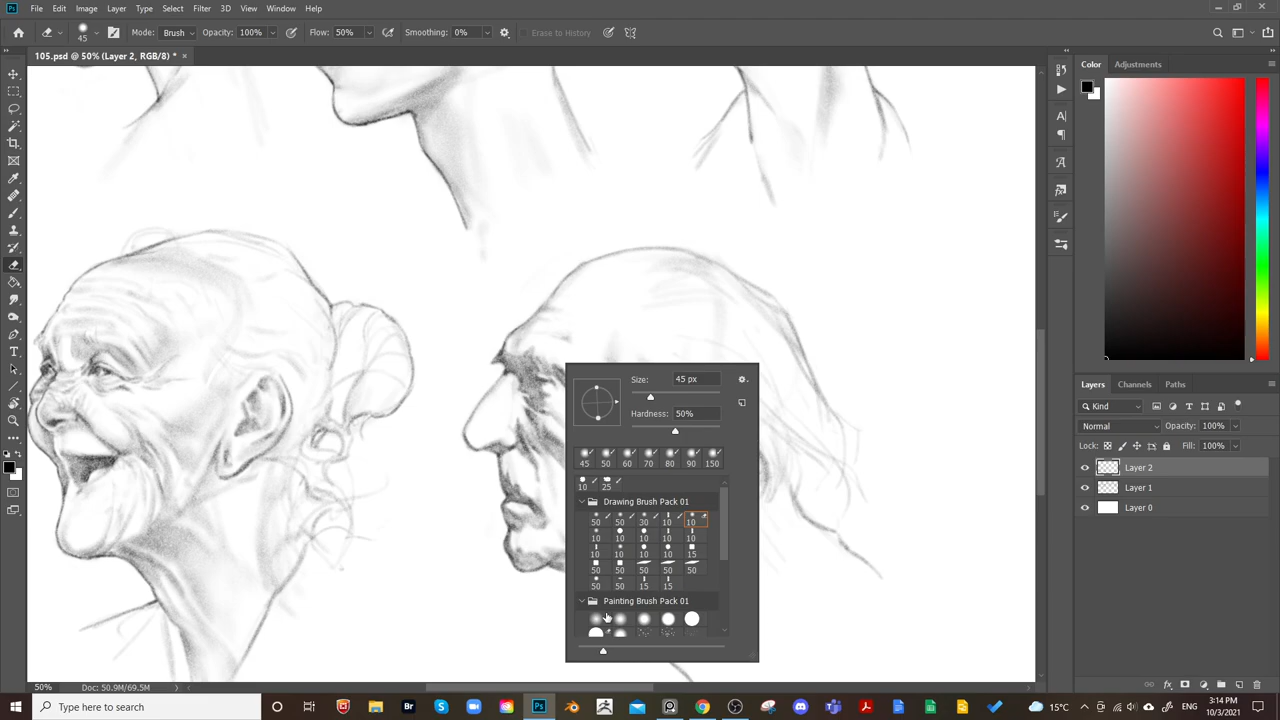 Ps File Edit Image Layer Type Select Filter 3D View Window Help
45 Mode: Brush Opacity: 100% Flow: 50% Smoothing: 0% Erase to History
105.psd @ 50% (Layer 2, RGB/8) * ×
Color Adjustments
Size: 45 px
Hardness: 50%
45 50 60 70 80 90 150
10 25
Drawing Brush Pack 01
50 50 30 10 10
10 10 10 10 10
10 10 10 10 15
50 50 50 50 50
50 50 15 15
Painting Brush Pack 01
Layers Channels Paths
Kind
Normal Opacity: 100%
Lock: Fill: 100%
Layer 2
Layer 1
Layer 0
50% Doc: 50.9M/69.5M
Type here to search
Br
Ps
15°C
3:14 PM
10/3/2021